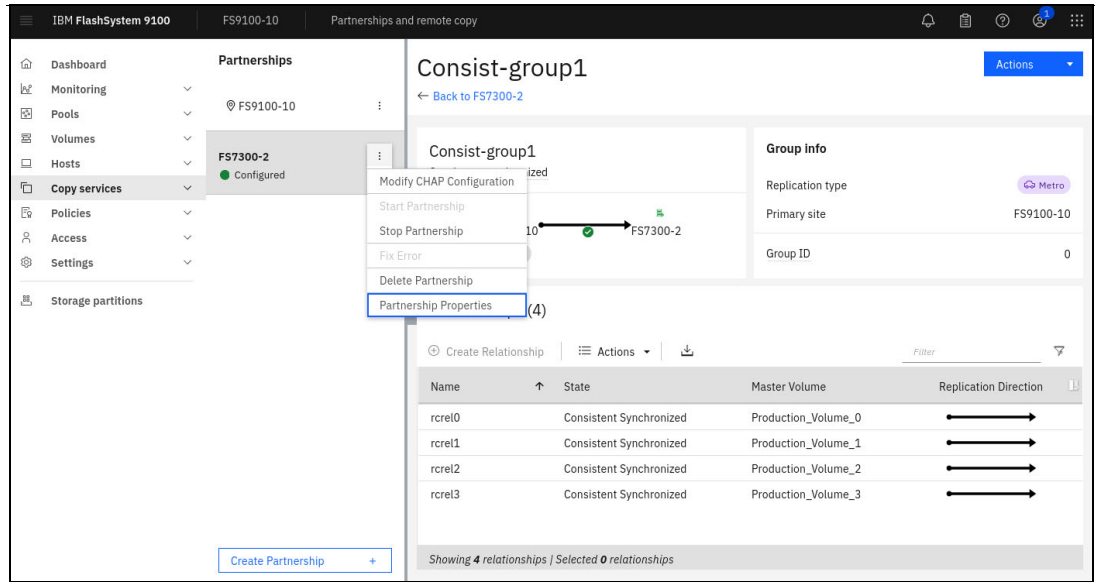 IBM FlashSystem 9100 FS9100-10 Partnerships and remote copy 1
Dashboard
Monitoring
Pools
Volumes
Hosts
Copy services
Policies
Access
Settings
Storage partitions
Partnerships
FS9100-10
FS7300-2
Configured
Create Partnership +
Modify CHAP Configuration
Start Partnership
Stop Partnership
Fix Error
Delete Partnership
Partnership Properties
Consist-group1
← Back to FS7300-2
Actions
Consist-group1
ized
10 FS7300-2
Group info
Replication type Metro
Primary site FS9100-10
Group ID 0
(4)
Create Relationship Actions Filter
Name ↑ State Master Volume Replication Direction
rcrel0 Consistent Synchronized Production_Volume_0
rcrel1 Consistent Synchronized Production_Volume_1
rcrel2 Consistent Synchronized Production_Volume_2
rcrel3 Consistent Synchronized Production_Volume_3
Showing 4 relationships | Selected 0 relationships